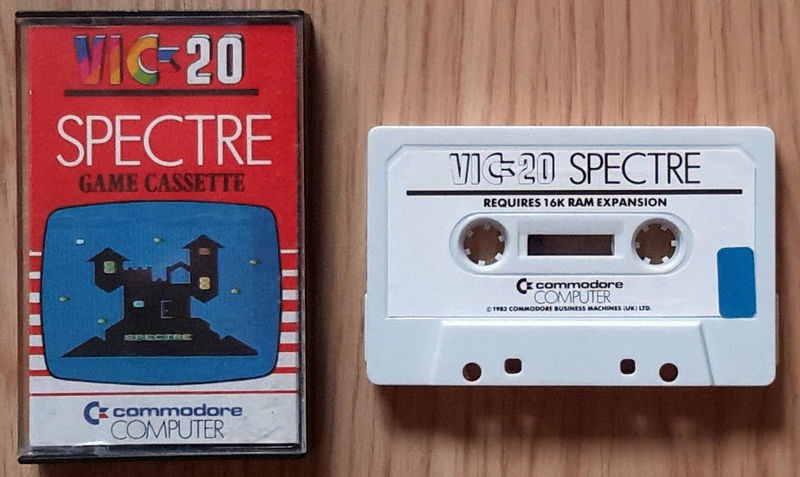 VIC-20
SPECTRE
GAME CASSETTE
SPECTRE
commodore
COMPUTER
VIC-20 SPECTRE
REQUIRES 16K RAM EXPANSION
commodore
COMPUTER
© 1983 COMMODORE BUSINESS MACHINES (UK) LTD.